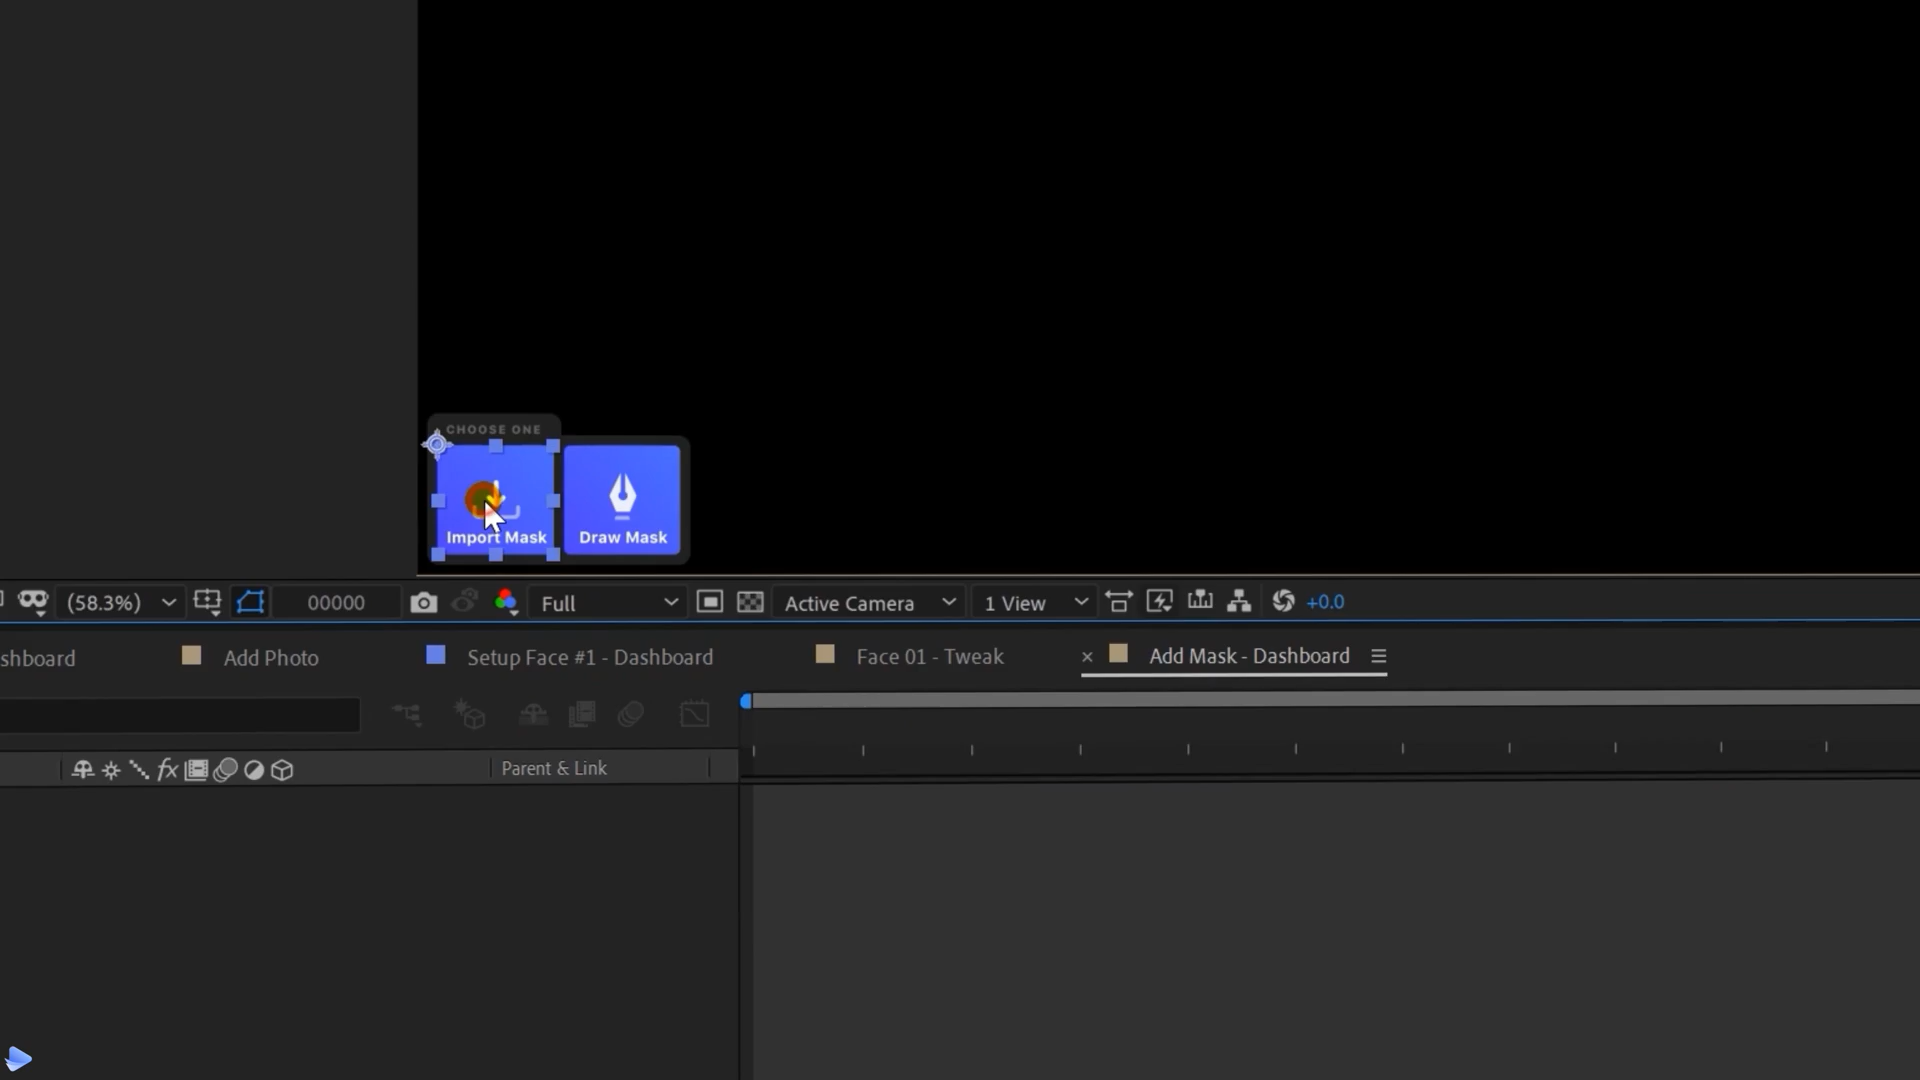 CHOOSE ONE
Import Mask
Draw Mask
(58.3%)
00000
Full
Active Camera
1 View
+0.0
shboard
Add Photo
Setup Face #1 - Dashboard
Face 01 - Tweak
× Add Mask - Dashboard
fx
Parent & Link